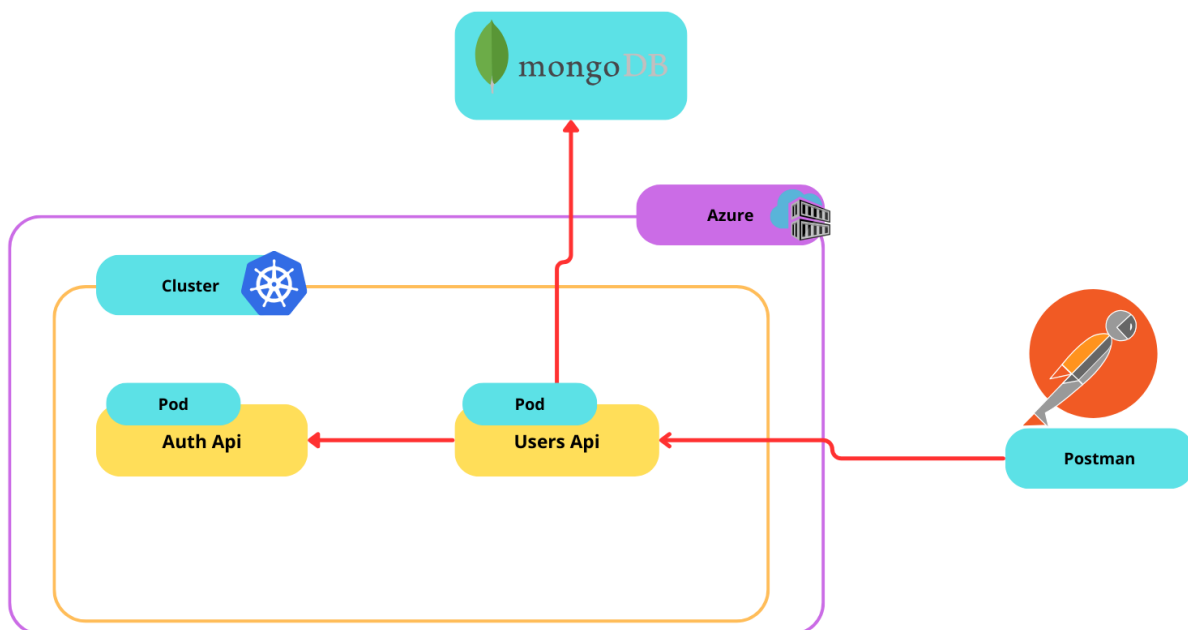 mongoDB
Azure
Cluster
Pod
Pod
Auth Api
Users Api
Postman